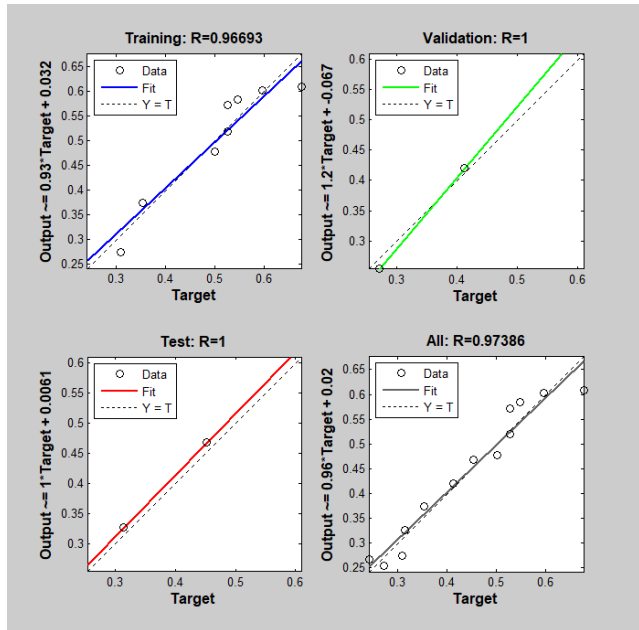 Training: R=0.96693
Output ~= 0.93*Target + 0.032
0.65
0.6
0.55
0.5
0.45
0.4
0.35
0.3
0.25
Data
Fit
Y = T
0.3 0.4 0.5 0.6
Target
Validation: R=1
Output ~= 1.2*Target + -0.067
0.6
0.55
0.5
0.45
0.4
0.35
0.3
Data
Fit
Y = T
0.3 0.4 0.5 0.6
Target
Test: R=1
Output ~= 1*Target + 0.0061
0.6
0.55
0.5
0.45
0.4
0.35
0.3
Data
Fit
Y = T
0.3 0.4 0.5 0.6
Target
All: R=0.97386
Output ~= 0.96*Target + 0.02
0.65
0.6
0.55
0.5
0.45
0.4
0.35
0.3
0.25
Data
Fit
Y = T
0.3 0.4 0.5 0.6
Target